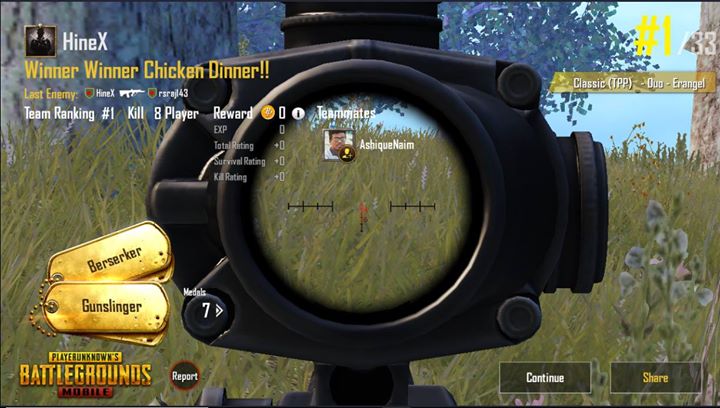 HineX
#1/33
Winner Winner Chicken Dinner!!
Classic (TPP) - Duo - Erangel
Last Enemy: HineX rsraj143
Team Ranking #1 Kill 8 Player Reward 0 Teammates
EXP 0
Total Rating +0
AshiqueNaim
Survival Rating +0
Kill Rating +0
Berserker
Gunslinger
Medals
7
PLAYERUNKNOWN'S
BATTLEGROUNDS
MOBILE
Report
Continue
Share